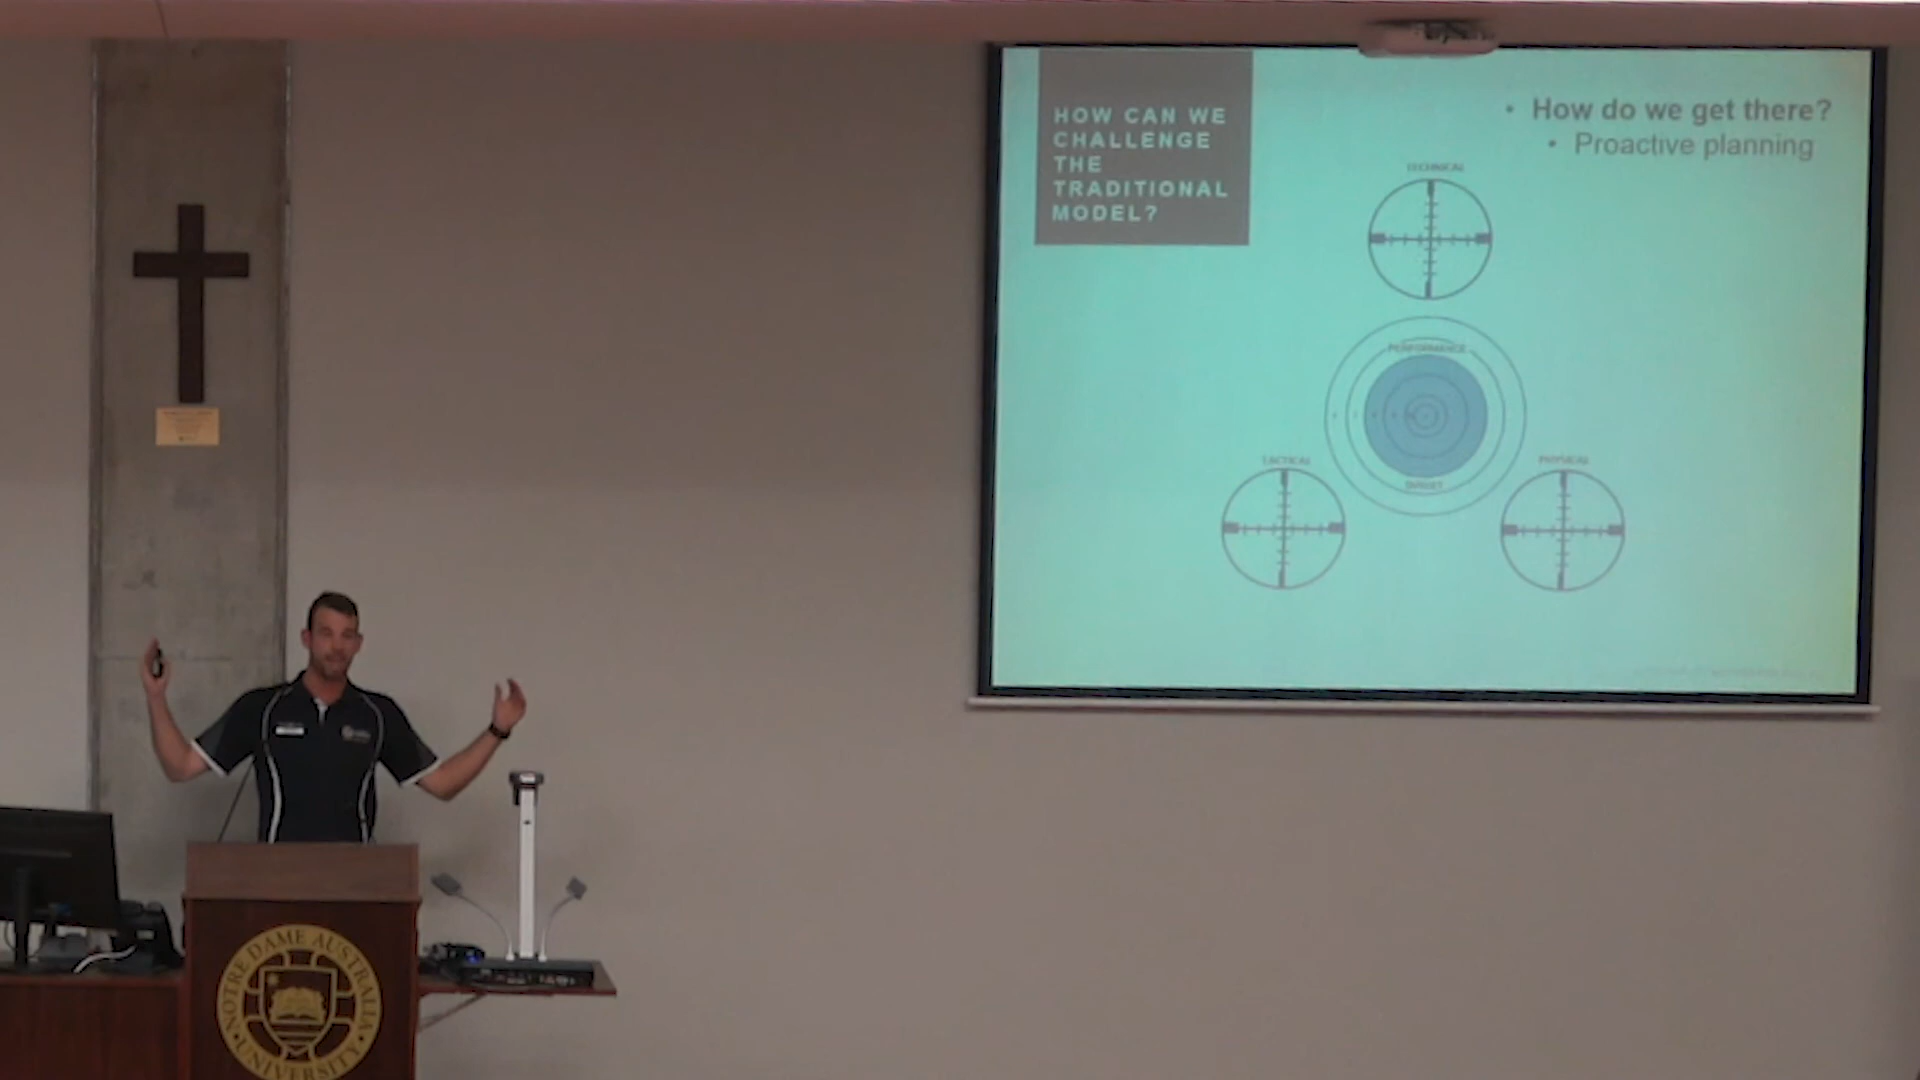 HOW CAN WE
CHALLENGE
THE
TRADITIONAL
MODEL?
• How do we get there?
• Proactive planning
TECHNICAL
PERFORMANCE
TACTICAL
PHYSICAL
TARGET
NOTRE DAME AUSTRALIA
• UNIVERSITY •